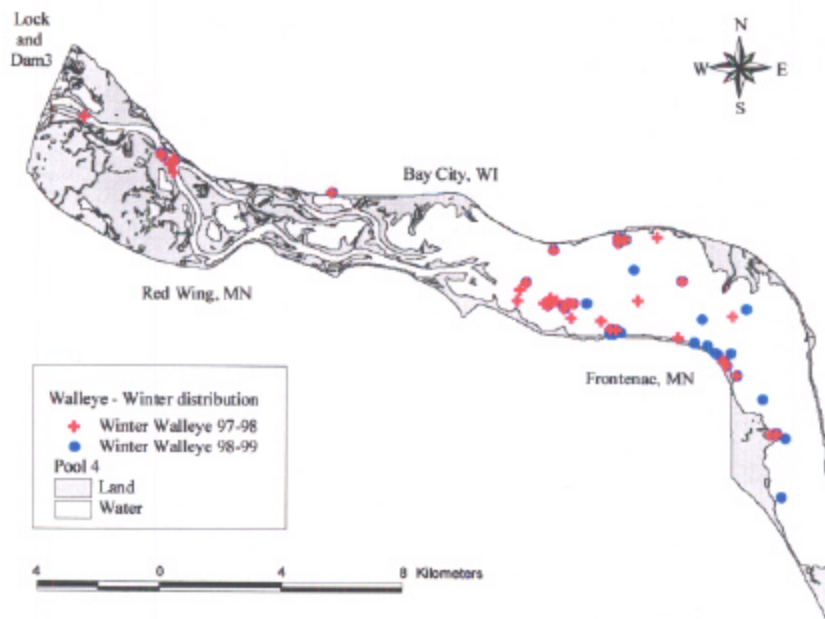 Lock
and
Dam3
N
W E
S
Bay City, WI
Red Wing, MN
Frontenac, MN
Walleye - Winter distribution
Winter Walleye 97-98
Winter Walleye 98-99
Pool 4
Land
Water
4 0 4 8 Kilometers